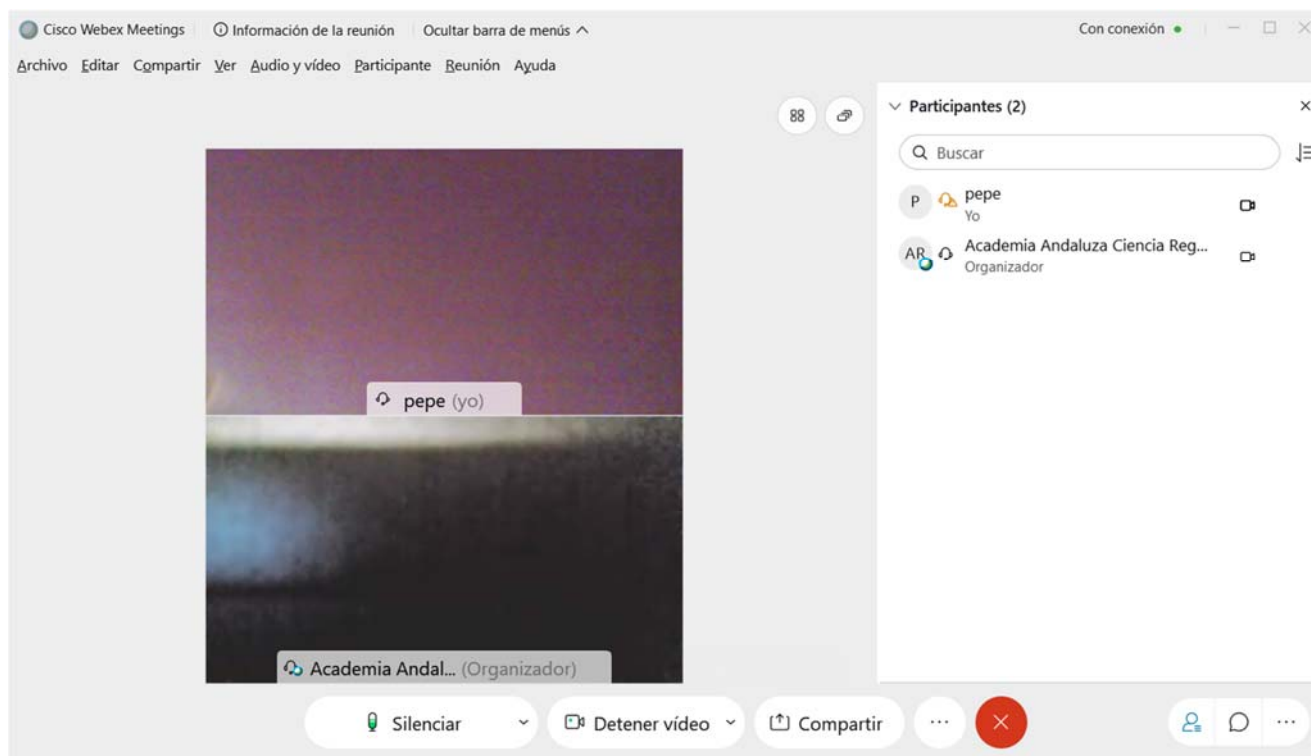 Cisco Webex Meetings Información de la reunión Ocultar barra de menús Con conexión
Archivo Editar Compartir Ver Audio y vídeo Participante Reunión Ayuda
Participantes (2)
Buscar
P pepe
Yo
AR Academia Andaluza Ciencia Reg...
Organizador
pepe (yo)
Academia Andal... (Organizador)
Silenciar Detener vídeo Compartir